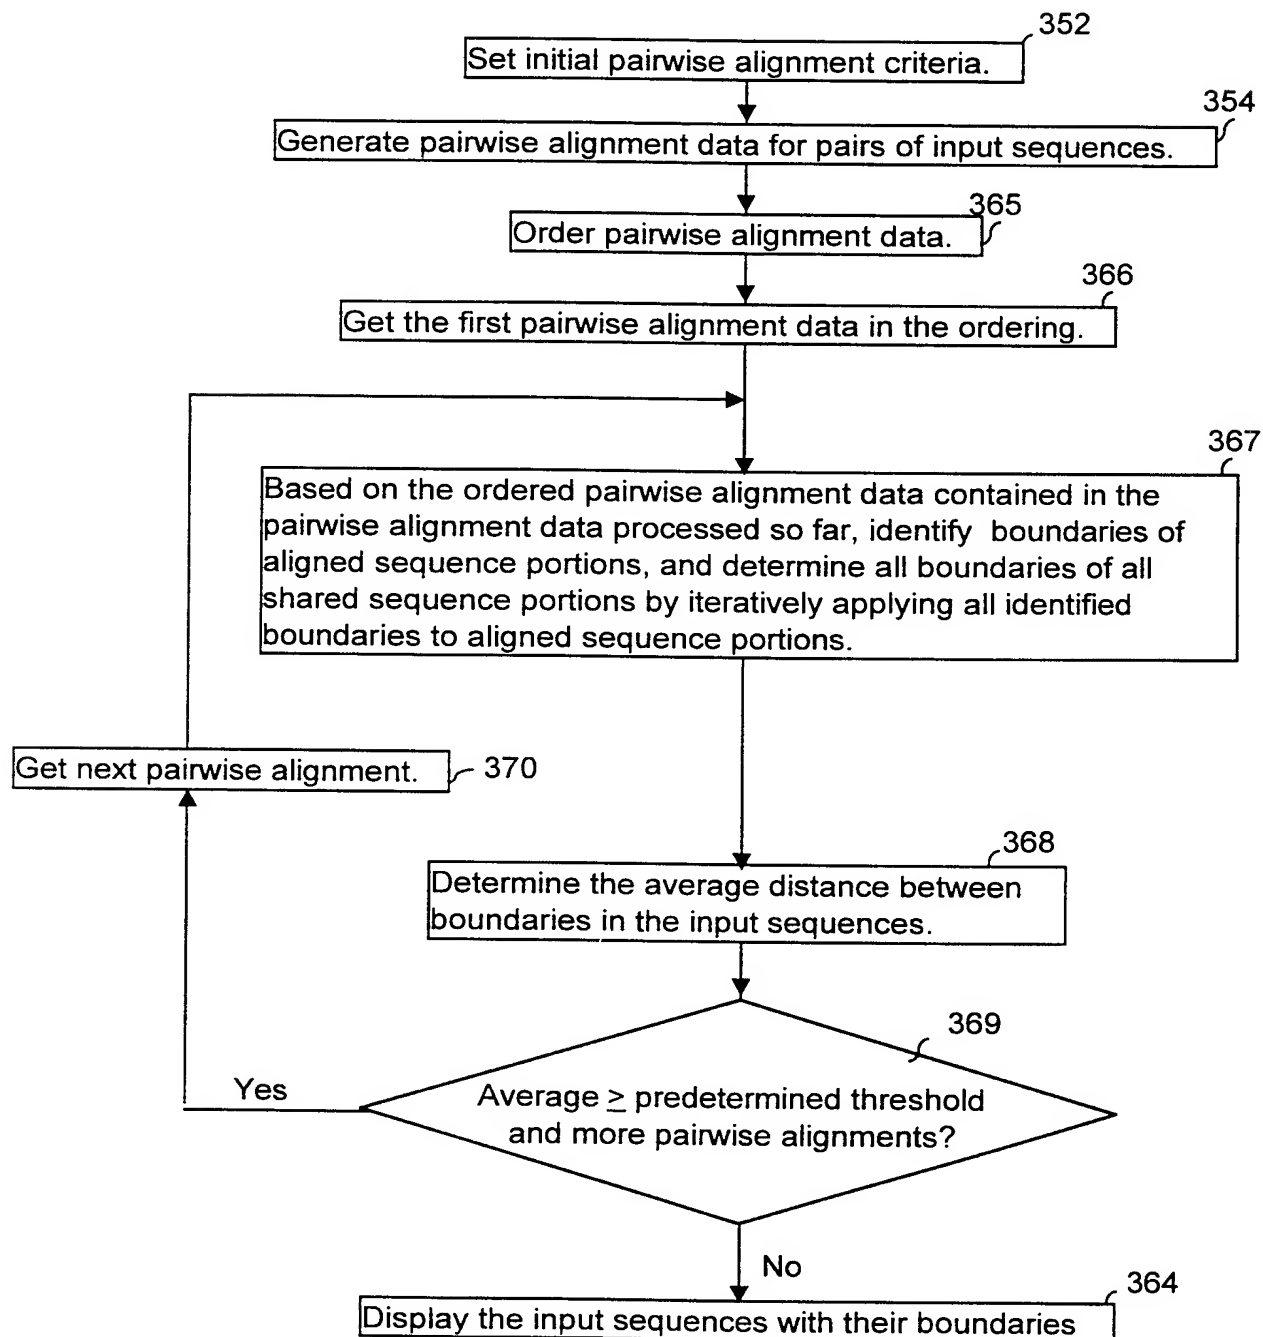 352
Set initial pairwise alignment criteria.
354
Generate pairwise alignment data for pairs of input sequences.
365
Order pairwise alignment data.
366
Get the first pairwise alignment data in the ordering.
367
Based on the ordered pairwise alignment data contained in the
pairwise alignment data processed so far, identify boundaries of
aligned sequence portions, and determine all boundaries of all
shared sequence portions by iteratively applying all identified
boundaries to aligned sequence portions.
Get next pairwise alignment.
370
368
Determine the average distance between
boundaries in the input sequences.
369
Yes
Average ≥ predetermined threshold
and more pairwise alignments?
No
364
Display the input sequences with their boundaries